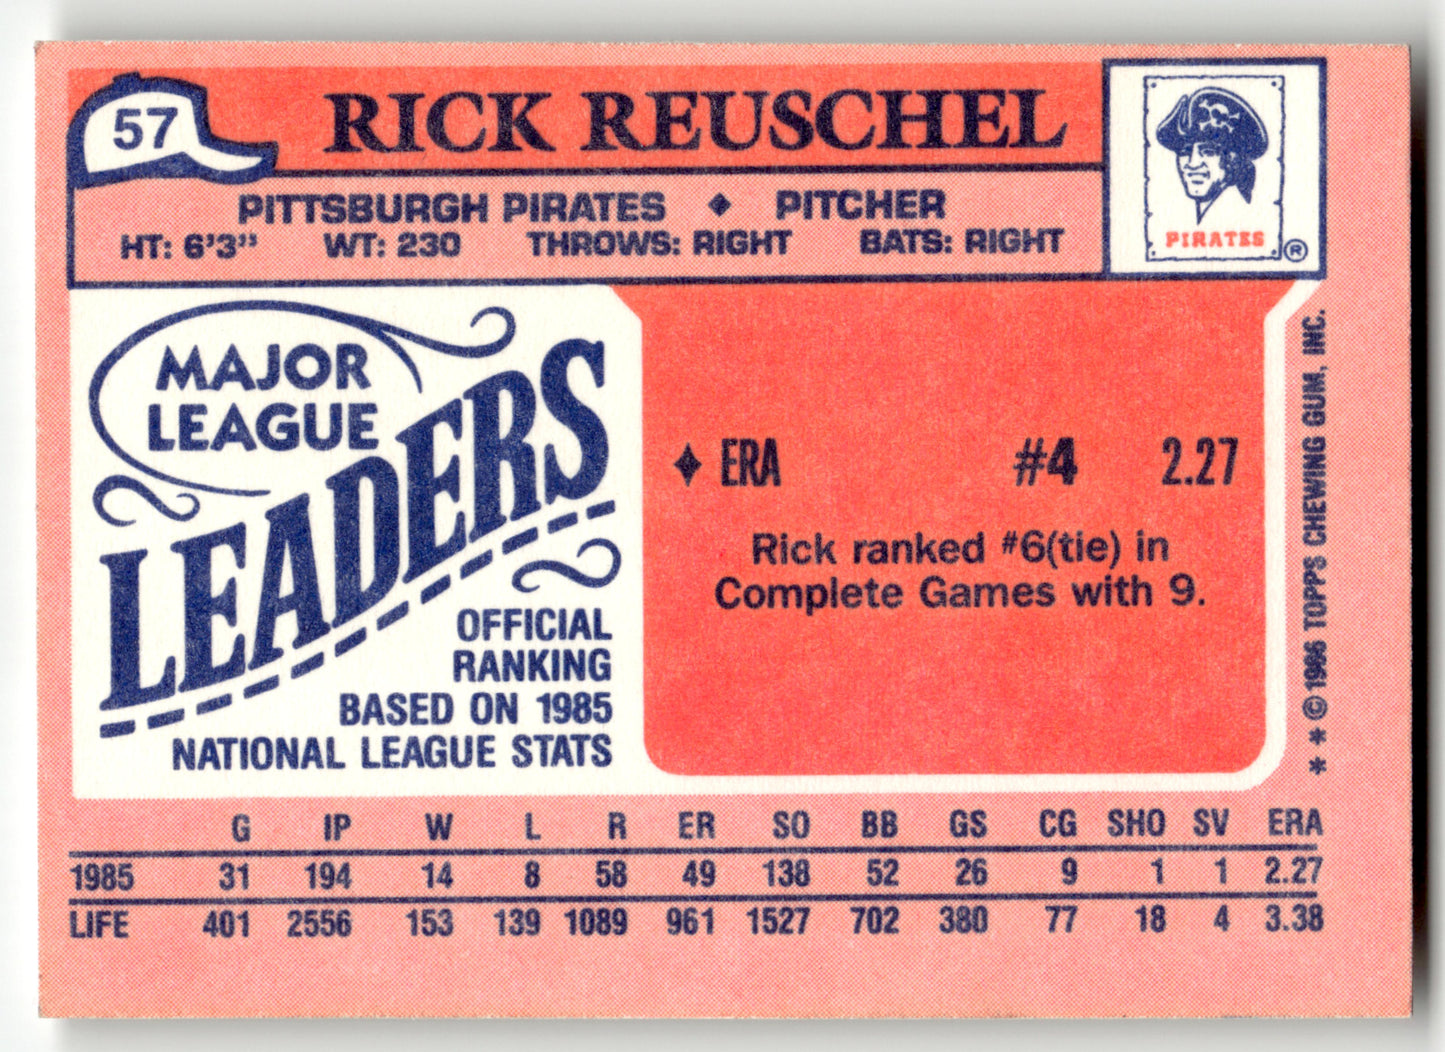 57
RICK REUSCHEL
PITTSBURGH PIRATES ♦ PITCHER
HT: 6'3" WT: 230 THROWS: RIGHT BATS: RIGHT
PIRATES ®
MAJOR
LEAGUE
LEADERS
OFFICIAL
RANKING
BASED ON 1985
NATIONAL LEAGUE STATS
♦ ERA #4 2.27
Rick ranked #6(tie) in
Complete Games with 9.
* * © 1986 TOPPS CHEWING GUM, INC.
G IP W L R ER SO BB GS CG SHO SV ERA
1985 31 194 14 8 58 49 138 52 26 9 1 1 2.27
LIFE 401 2556 153 139 1089 961 1527 702 380 77 18 4 3.38